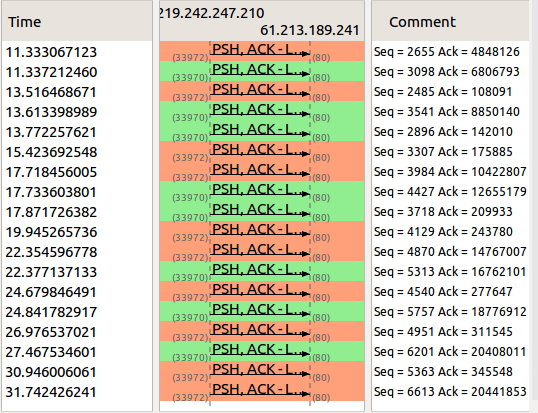 Time 219.242.247.210 Comment
61.213.189.241
11.333067123 (33972) PSH, ACK - L... (80) Seq = 2655 Ack = 4848126
11.337212460 (33970) PSH, ACK - L... (80) Seq = 3098 Ack = 6806793
13.516468671 (33972) PSH, ACK - L... (80) Seq = 2485 Ack = 108091
13.613398989 (33970) PSH, ACK - L... (80) Seq = 3541 Ack = 8850140
13.772257621 (33970) PSH, ACK - L... (80) Seq = 2896 Ack = 142010
15.423692548 (33972) PSH, ACK - L... (80) Seq = 3307 Ack = 175885
17.718456005 (33972) PSH, ACK - L... (80) Seq = 3984 Ack = 10422807
17.733603801 (33970) PSH, ACK - L... (80) Seq = 4427 Ack = 12655179
17.871726382 (33970) PSH, ACK - L... (80) Seq = 3718 Ack = 209933
19.945265736 (33972) PSH, ACK - L... (80) Seq = 4129 Ack = 243780
22.354596778 (33972) PSH, ACK - L... (80) Seq = 4870 Ack = 14767007
22.377137133 (33970) PSH, ACK - L... (80) Seq = 5313 Ack = 16762101
24.679846491 (33972) PSH, ACK - L... (80) Seq = 4540 Ack = 277647
24.841782917 (33970) PSH, ACK - L... (80) Seq = 5757 Ack = 18776912
26.976537021 (33972) PSH, ACK - L... (80) Seq = 4951 Ack = 311545
27.467534601 (33970) PSH, ACK - L... (80) Seq = 6201 Ack = 20408011
30.946006061 (33972) PSH, ACK - L... (80) Seq = 5363 Ack = 345548
31.742426241 (33972) PSH, ACK - L... (80) Seq = 6613 Ack = 20441853